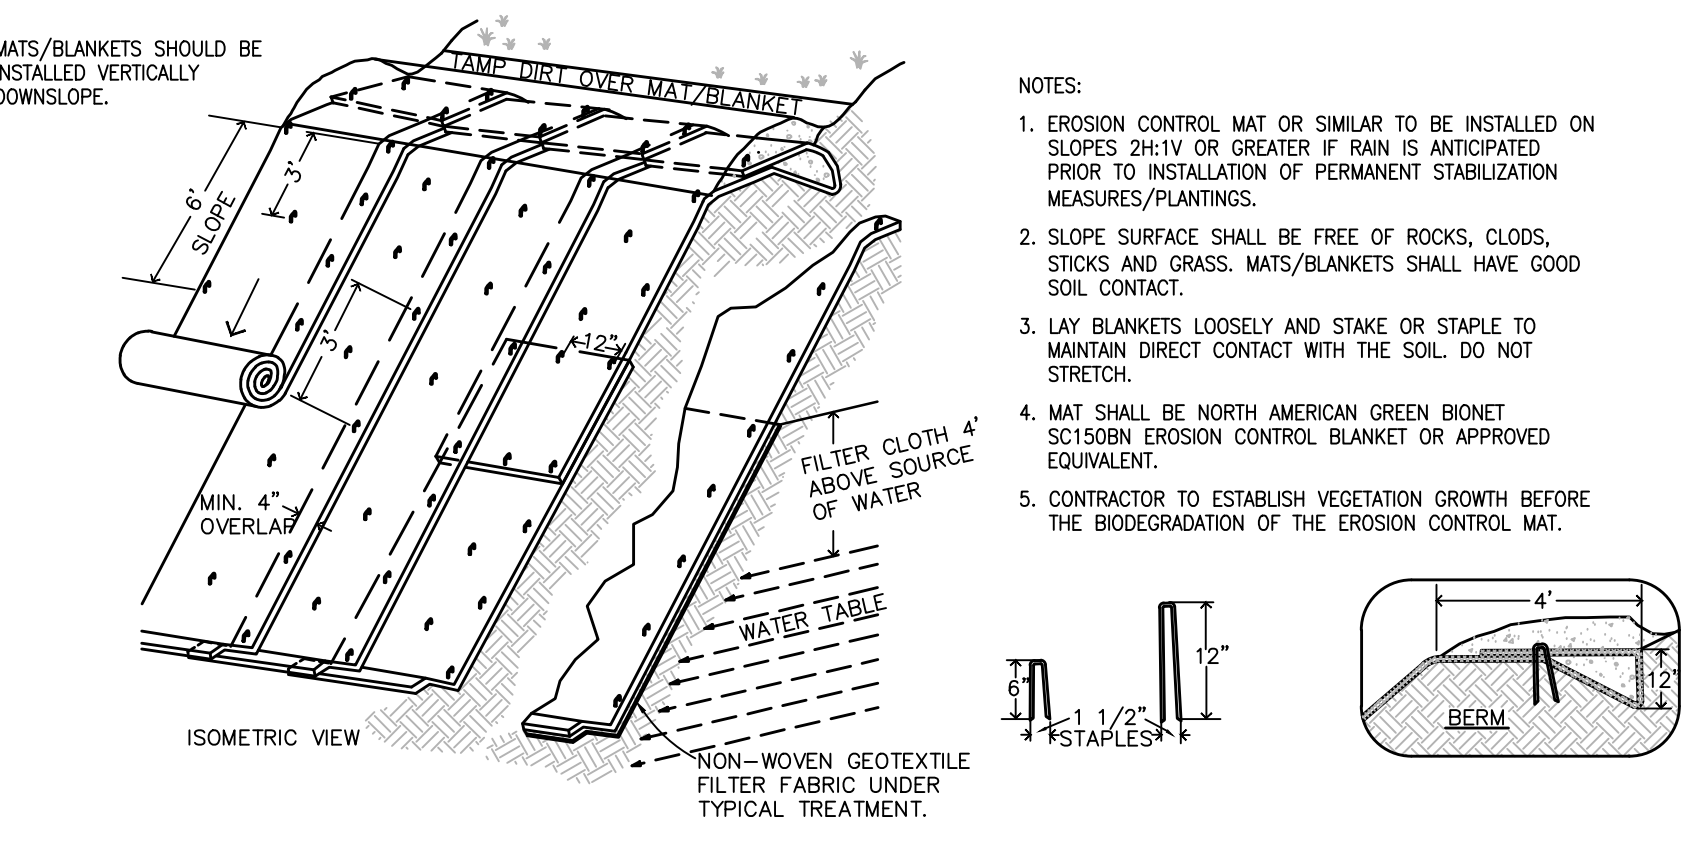 MATS/BLANKETS SHOULD BE
INSTALLED VERTICALLY
DOWNSLOPE.
TAMP DIRT OVER MAT/BLANKET
6'
SLOPE
3'
3'
12"
MIN. 4"
OVERLAP
FILTER CLOTH 4'
ABOVE SOURCE
OF WATER
WATER TABLE
ISOMETRIC VIEW
NON-WOVEN GEOTEXTILE
FILTER FABRIC UNDER
TYPICAL TREATMENT.
NOTES:
1. EROSION CONTROL MAT OR SIMILAR TO BE INSTALLED ON
SLOPES 2H:1V OR GREATER IF RAIN IS ANTICIPATED
PRIOR TO INSTALLATION OF PERMANENT STABILIZATION
MEASURES/PLANTINGS.
2. SLOPE SURFACE SHALL BE FREE OF ROCKS, CLODS,
STICKS AND GRASS. MATS/BLANKETS SHALL HAVE GOOD
SOIL CONTACT.
3. LAY BLANKETS LOOSELY AND STAKE OR STAPLE TO
MAINTAIN DIRECT CONTACT WITH THE SOIL. DO NOT
STRETCH.
4. MAT SHALL BE NORTH AMERICAN GREEN BIONET
SC150BN EROSION CONTROL BLANKET OR APPROVED
EQUIVALENT.
5. CONTRACTOR TO ESTABLISH VEGETATION GROWTH BEFORE
THE BIODEGRADATION OF THE EROSION CONTROL MAT.
6"
12"
1 1/2"
STAPLES
4'
12"
BERM